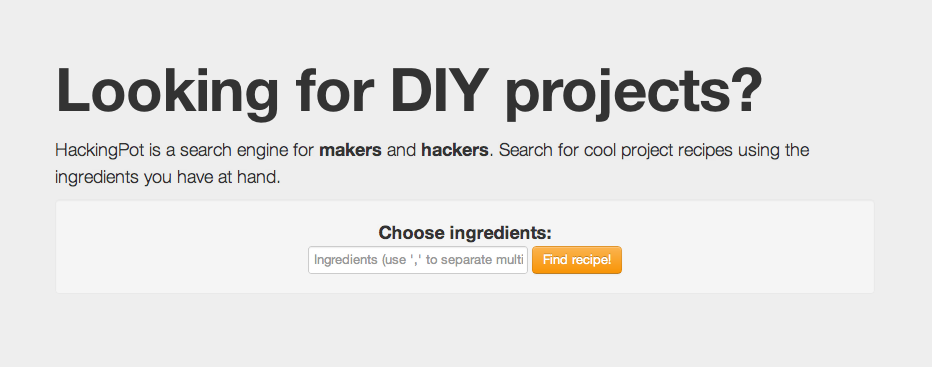 Looking for DIY projects?
HackingPot is a search engine for makers and hackers. Search for cool project recipes using the
ingredients you have at hand.
Choose ingredients:
Ingredients (use ',' to separate multi
Find recipe!